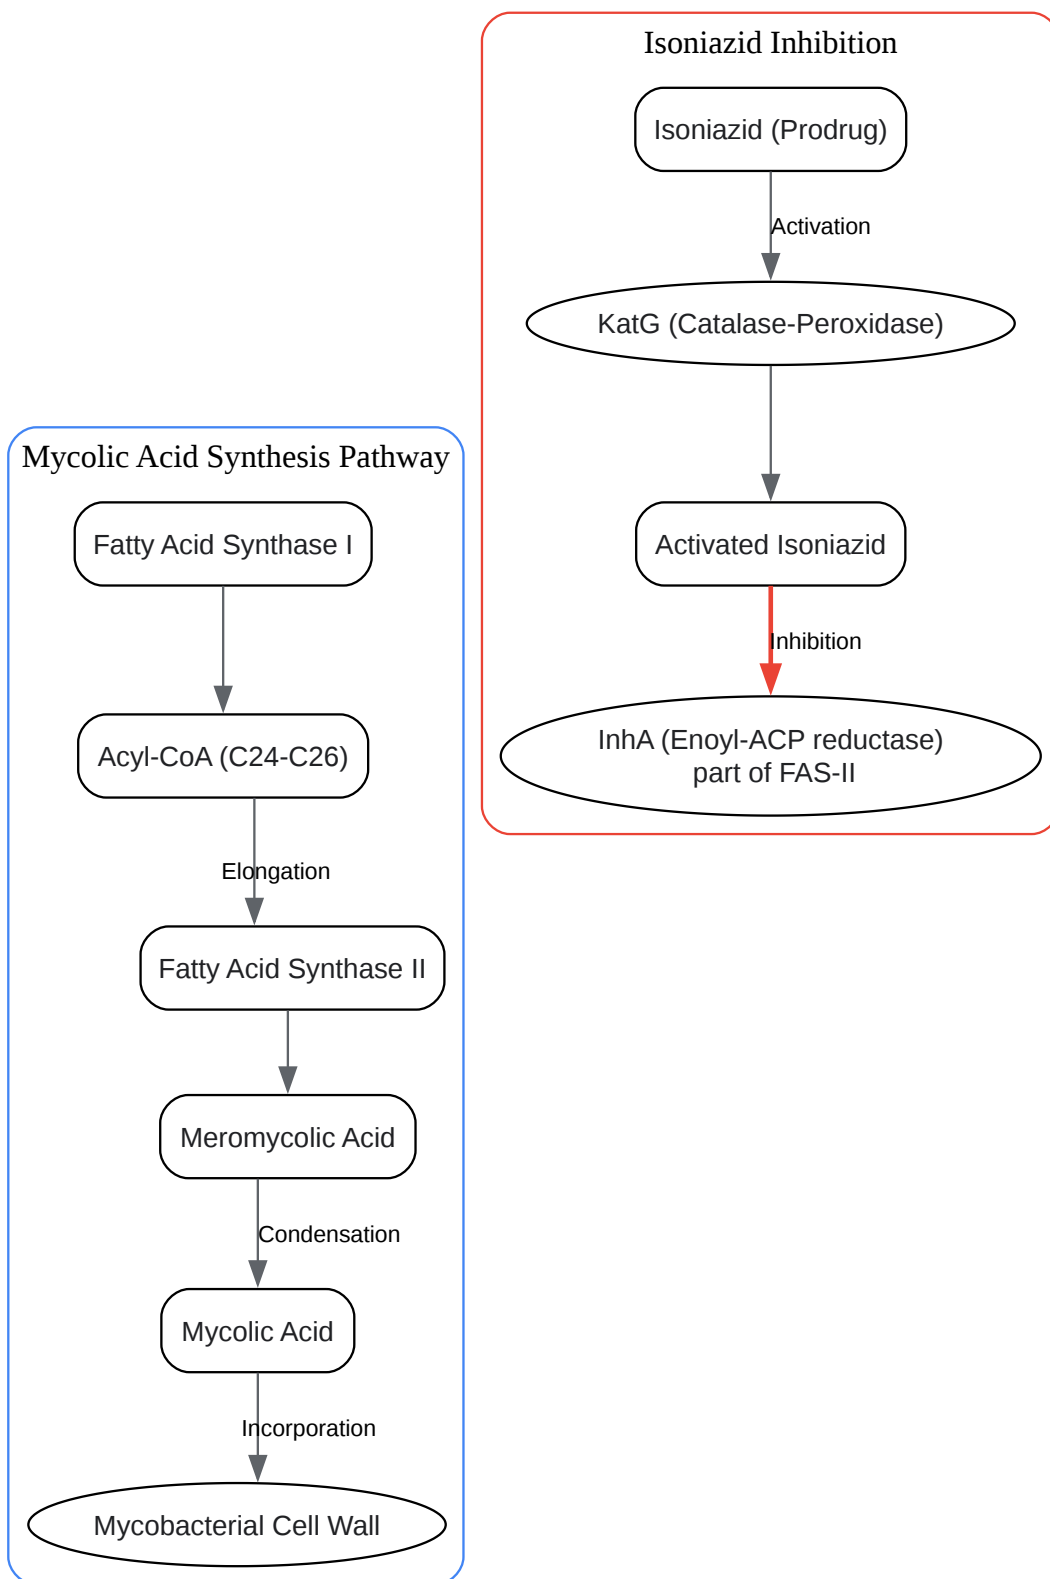 Isoniazid Inhibition
Isoniazid (Prodrug)
Activation
KatG (Catalase-Peroxidase)
Activated Isoniazid
Inhibition
InhA (Enoyl-ACP reductase)
part of FAS-II
Mycolic Acid Synthesis Pathway
Fatty Acid Synthase I
Acyl-CoA (C24-C26)
Elongation
Fatty Acid Synthase II
Meromycolic Acid
Condensation
Mycolic Acid
Incorporation
Mycobacterial Cell Wall